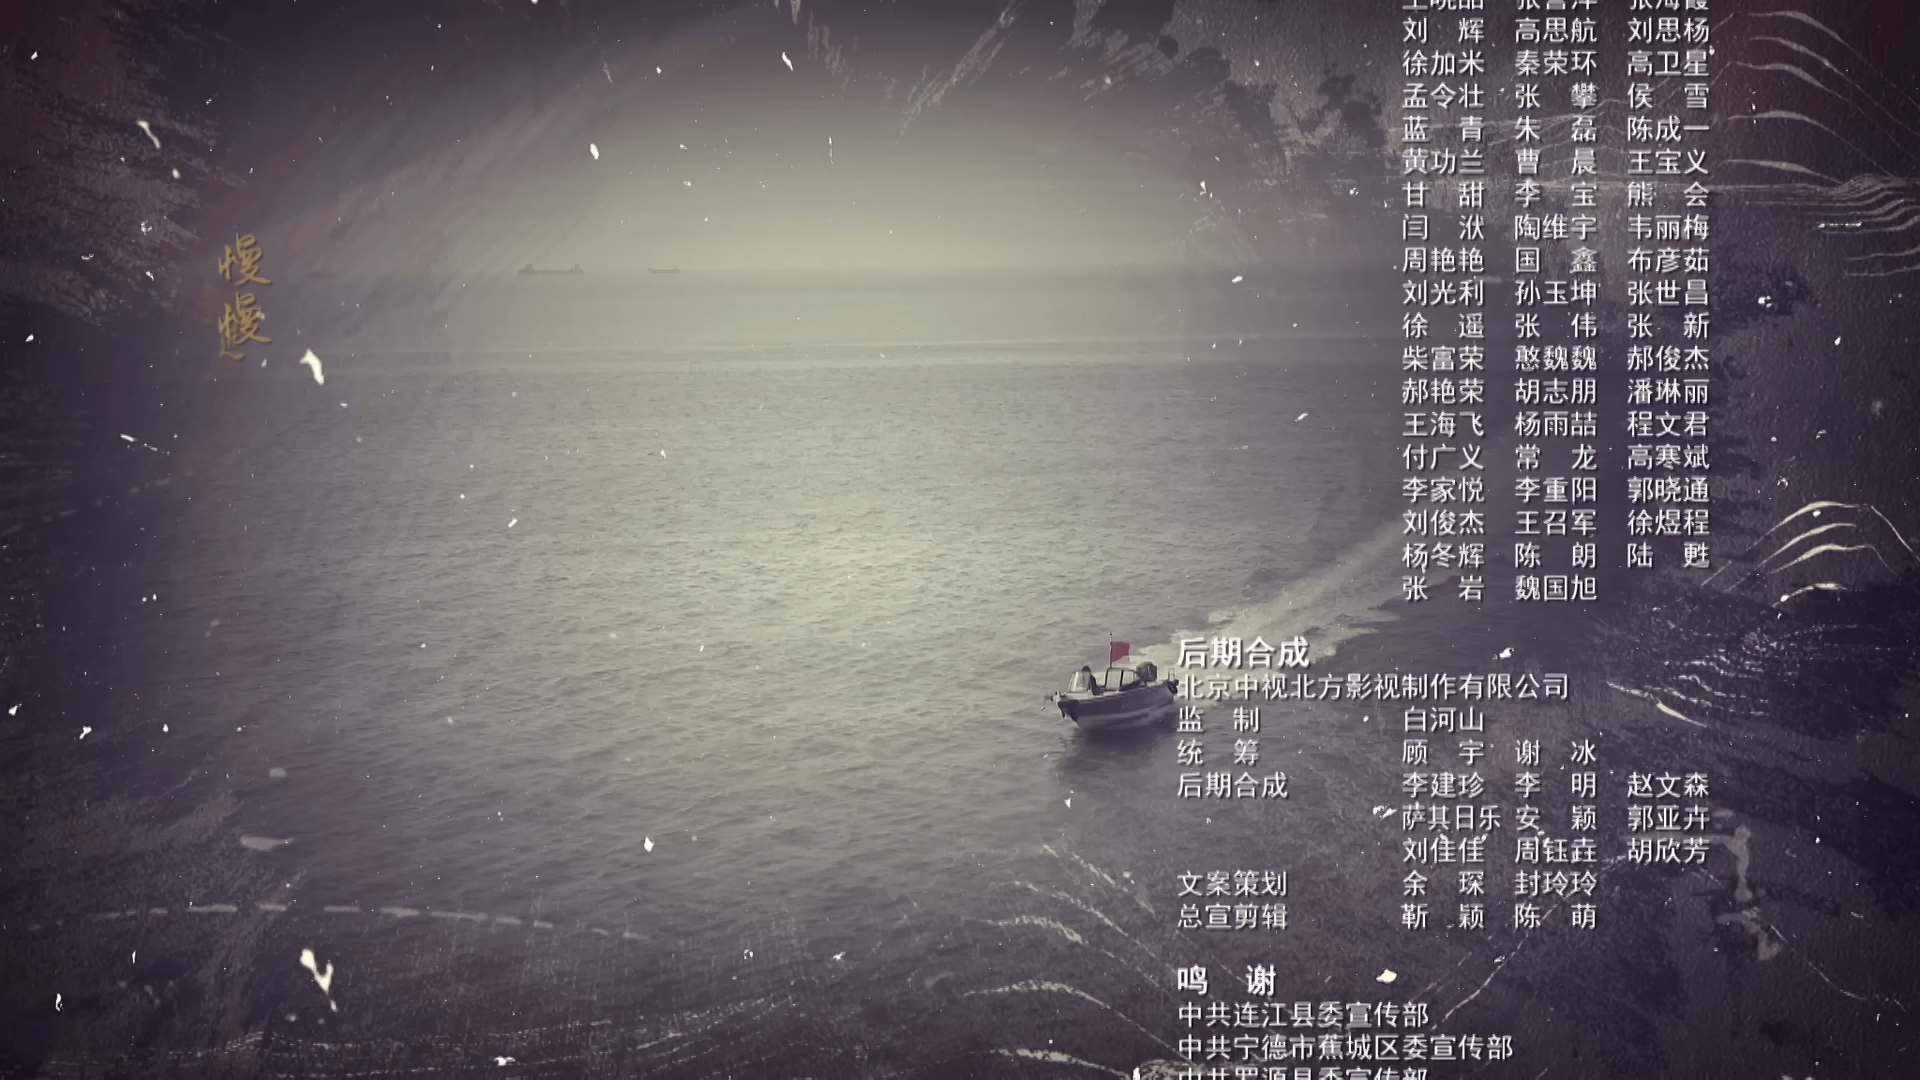 慢
慢
刘 辉 高思航 刘思杨
徐加米 秦荣环 高卫星
孟令壮 张 攀 侯 雪
蓝 青 朱 磊 陈成一
黄功兰 曹 晨 王宝义
甘 甜 李 宝 熊 会
闫 洑 陶维宇 韦丽梅
周艳艳 国 鑫 布彦茹
刘光利 孙玉坤 张世昌
徐 遥 张 伟 张 新
柴富荣 憨魏魏 郝俊杰
郝艳荣 胡志朋 潘琳丽
王海飞 杨雨喆 程文君
付广义 常 龙 高寒斌
李家悦 李重阳 郭晓通
刘俊杰 王召军 徐煜程
杨冬辉 陈 朗 陆 甦
张 岩 魏国旭
后期合成
北京中视北方影视制作有限公司
监 制 白河山
统 筹 顾 宇 谢 冰
后期合成 李建珍 李 明 赵文森
萨其日乐 安 颖 郭亚卉
刘佳佳 周钰垚 胡欣芳
文案策划 余 琛 封玲玲
总宣剪辑 靳 颖 陈 萌
鸣 谢
中共连江县委宣传部
中共宁德市蕉城区委宣传部
中共罗源县委宣传部